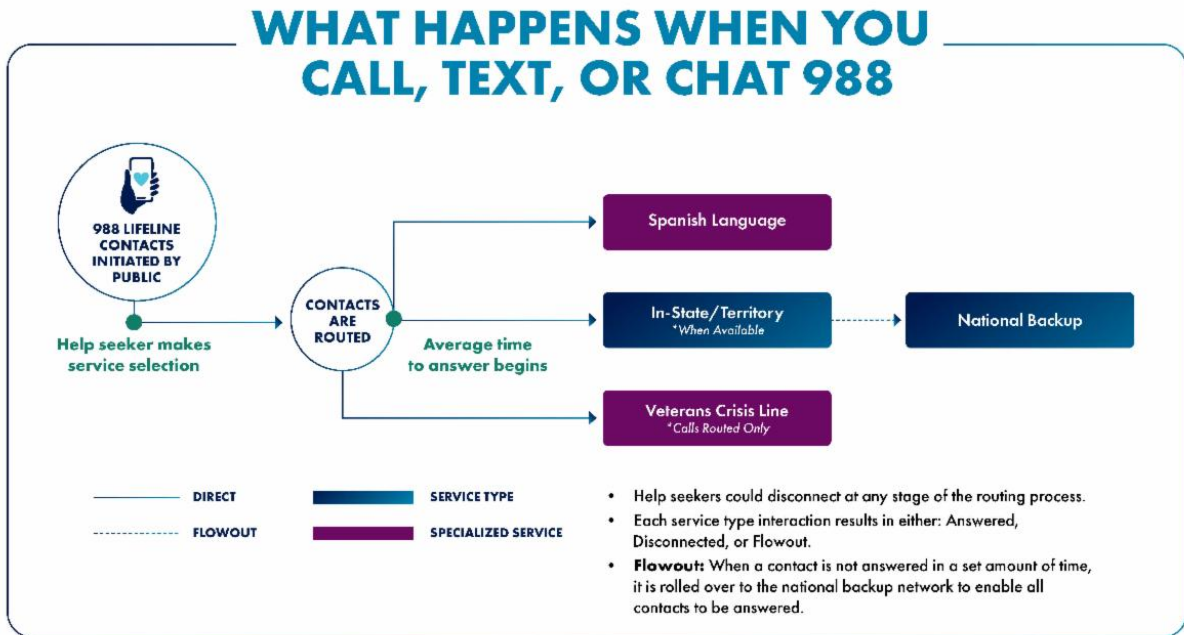 WHAT HAPPENS WHEN YOU
CALL, TEXT, OR CHAT 988
988 LIFELINE
CONTACTS
INITIATED BY
PUBLIC
Help seeker makes
service selection
CONTACTS
ARE
ROUTED
Average time
to answer begins
Spanish Language
In-State/Territory
*When Available
National Backup
Veterans Crisis Line
*Calls Routed Only
DIRECT
SERVICE TYPE
FLOWOUT
SPECIALIZED SERVICE
• Help seekers could disconnect at any stage of the routing process.
• Each service type interaction results in either: Answered,
Disconnected, or Flowout.
• Flowout: When a contact is not answered in a set amount of time,
it is rolled over to the national backup network to enable all
contacts to be answered.